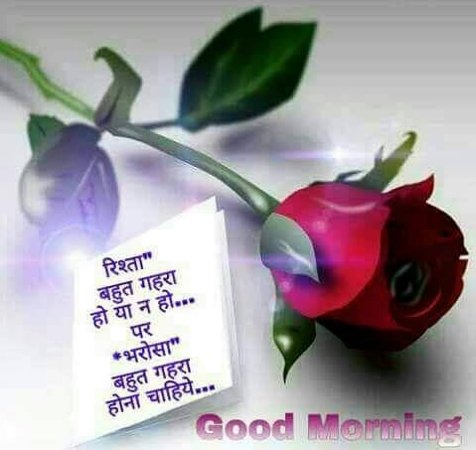 रिश्ता"
बहुत गहरा
हो या न हो...
पर
*भरोसा"
बहुत गहरा
होना चाहिये...
Good Morning